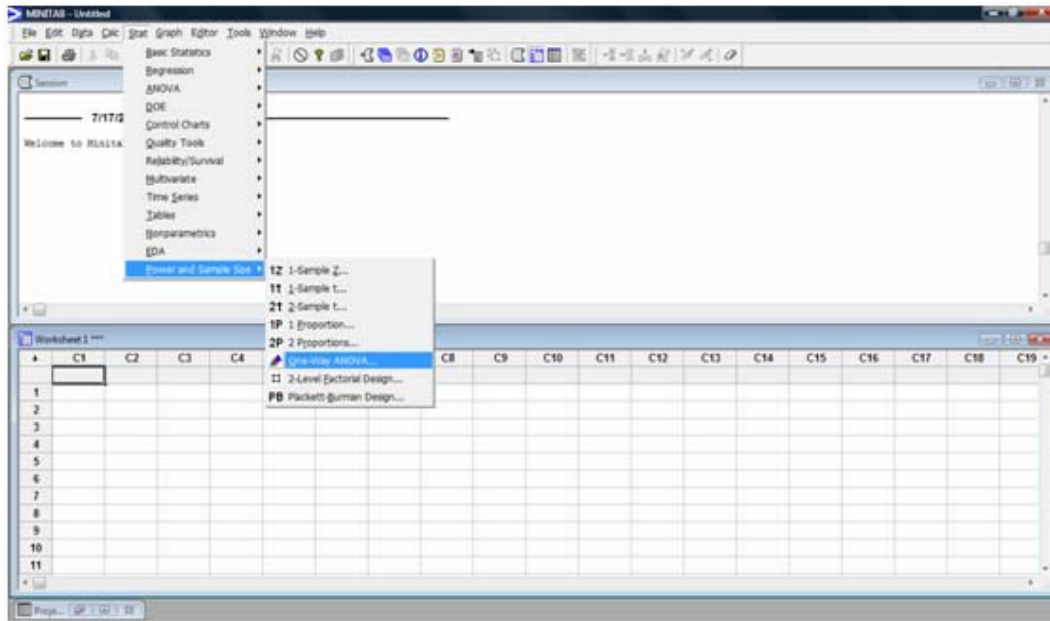 MINITAB - Untitled
File Edit Data Calc Stat Graph Editor Tools Window Help
Session
7/17/2
Welcome to Minita
Basic Statistics
Regression
ANOVA
DOE
Control Charts
Quality Tools
Reliability/Survival
Multivariate
Time Series
Tables
Nonparametrics
EDA
Power and Sample Size
1Z 1-Sample Z...
1t 1-Sample t...
2t 2-Sample t...
1P 1 Proportion...
2P 2 Proportions...
One-Way ANOVA...
2-Level Factorial Design...
PB Plackett-Burman Design...
Worksheet 1 ***
C1 C2 C3 C4 C8 C9 C10 C11 C12 C13 C14 C15 C16 C17 C18 C19
1
2
3
4
5
6
7
8
9
10
11
Proje...